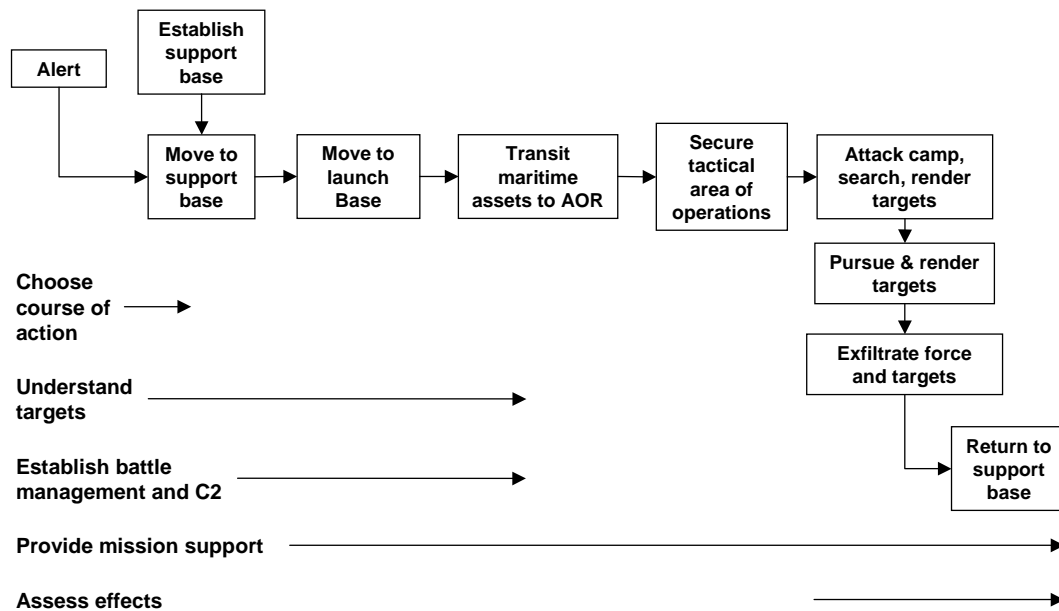 Establish
support
base
Alert
Move to
support
base
Move to
launch
Base
Transit
maritime
assets to AOR
Secure
tactical
area of
operations
Attack camp,
search, render
targets
Pursue & render
targets
Exfiltrate force
and targets
Return to
support
base
Choose
course of
action
Understand
targets
Establish battle
management and C2
Provide mission support
Assess effects